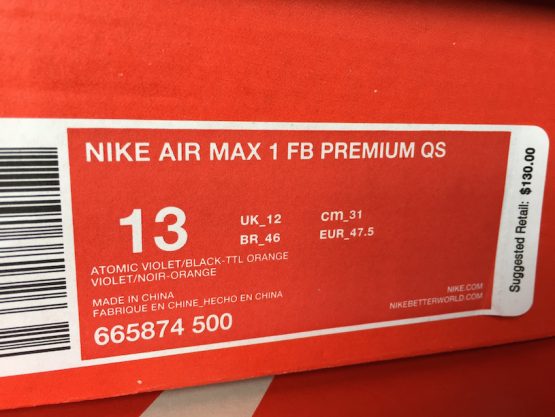 NIKE AIR MAX 1 FB PREMIUM QS
13
UK_12 cm_31
BR_46 EUR_47.5
ATOMIC VIOLET/BLACK-TTL ORANGE
VIOLET/NOIR-ORANGE
MADE IN CHINA
FABRIQUE EN CHINE_HECHO EN CHINA
665874 500
NIKE.COM
NIKEBETTERWORLD.COM
Suggested Retail: $130.00